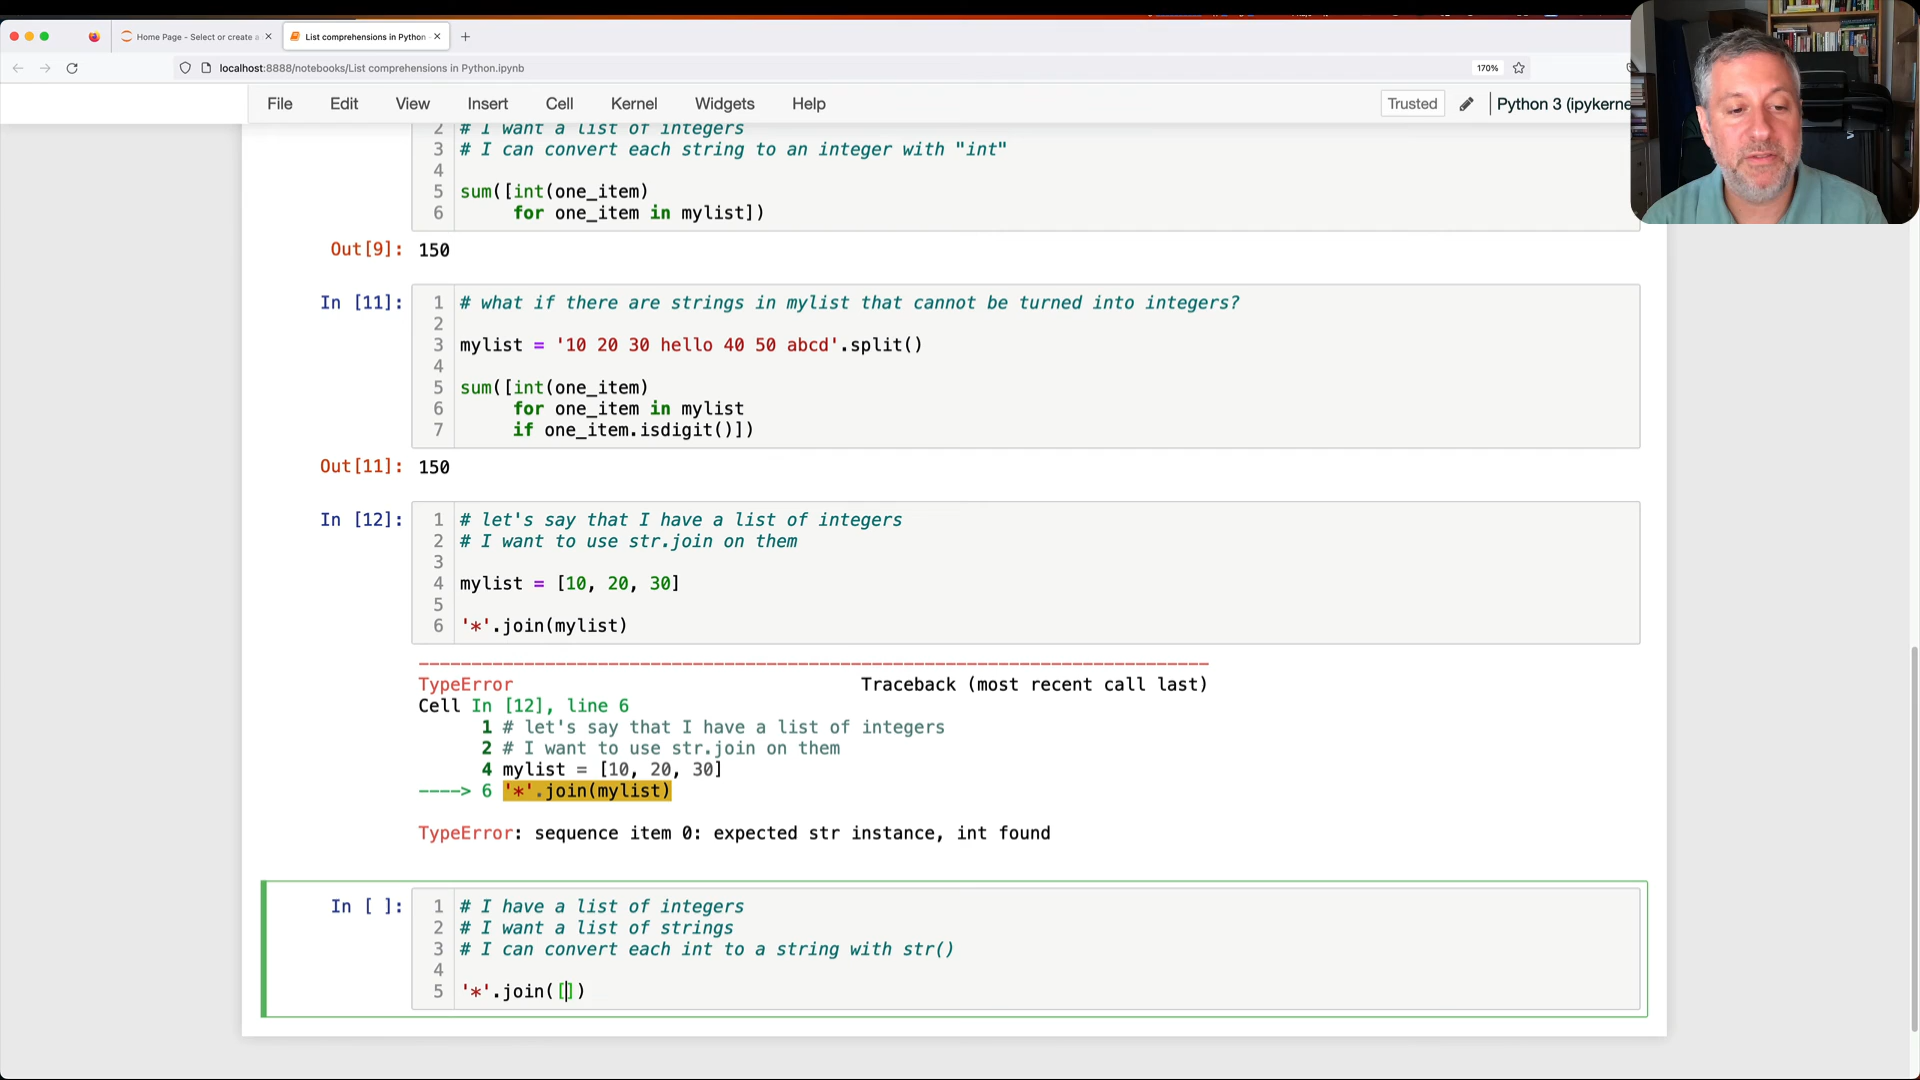 Home Page - Select or create a
List comprehensions in Python
localhost:8888/notebooks/List comprehensions in Python.ipynb
170%
File Edit View Insert Cell Kernel Widgets Help
Trusted
Python 3 (ipykerne
2 # I want a list of integers
3 # I can convert each string to an integer with "int"
4
5 sum([int(one_item)
6 for one_item in mylist])
Out[9]: 150
In [11]:
1 # what if there are strings in mylist that cannot be turned into integers?
2
3 mylist = '10 20 30 hello 40 50 abcd'.split()
4
5 sum([int(one_item)
6 for one_item in mylist
7 if one_item.isdigit()])
Out[11]: 150
In [12]:
1 # let's say that I have a list of integers
2 # I want to use str.join on them
3
4 mylist = [10, 20, 30]
5
6 '*'.join(mylist)
TypeError Traceback (most recent call last)
Cell In [12], line 6
1 # let's say that I have a list of integers
2 # I want to use str.join on them
4 mylist = [10, 20, 30]
----> 6 '*'.join(mylist)
TypeError: sequence item 0: expected str instance, int found
In [ ]:
1 # I have a list of integers
2 # I want a list of strings
3 # I can convert each int to a string with str()
4
5 '*'.join([])